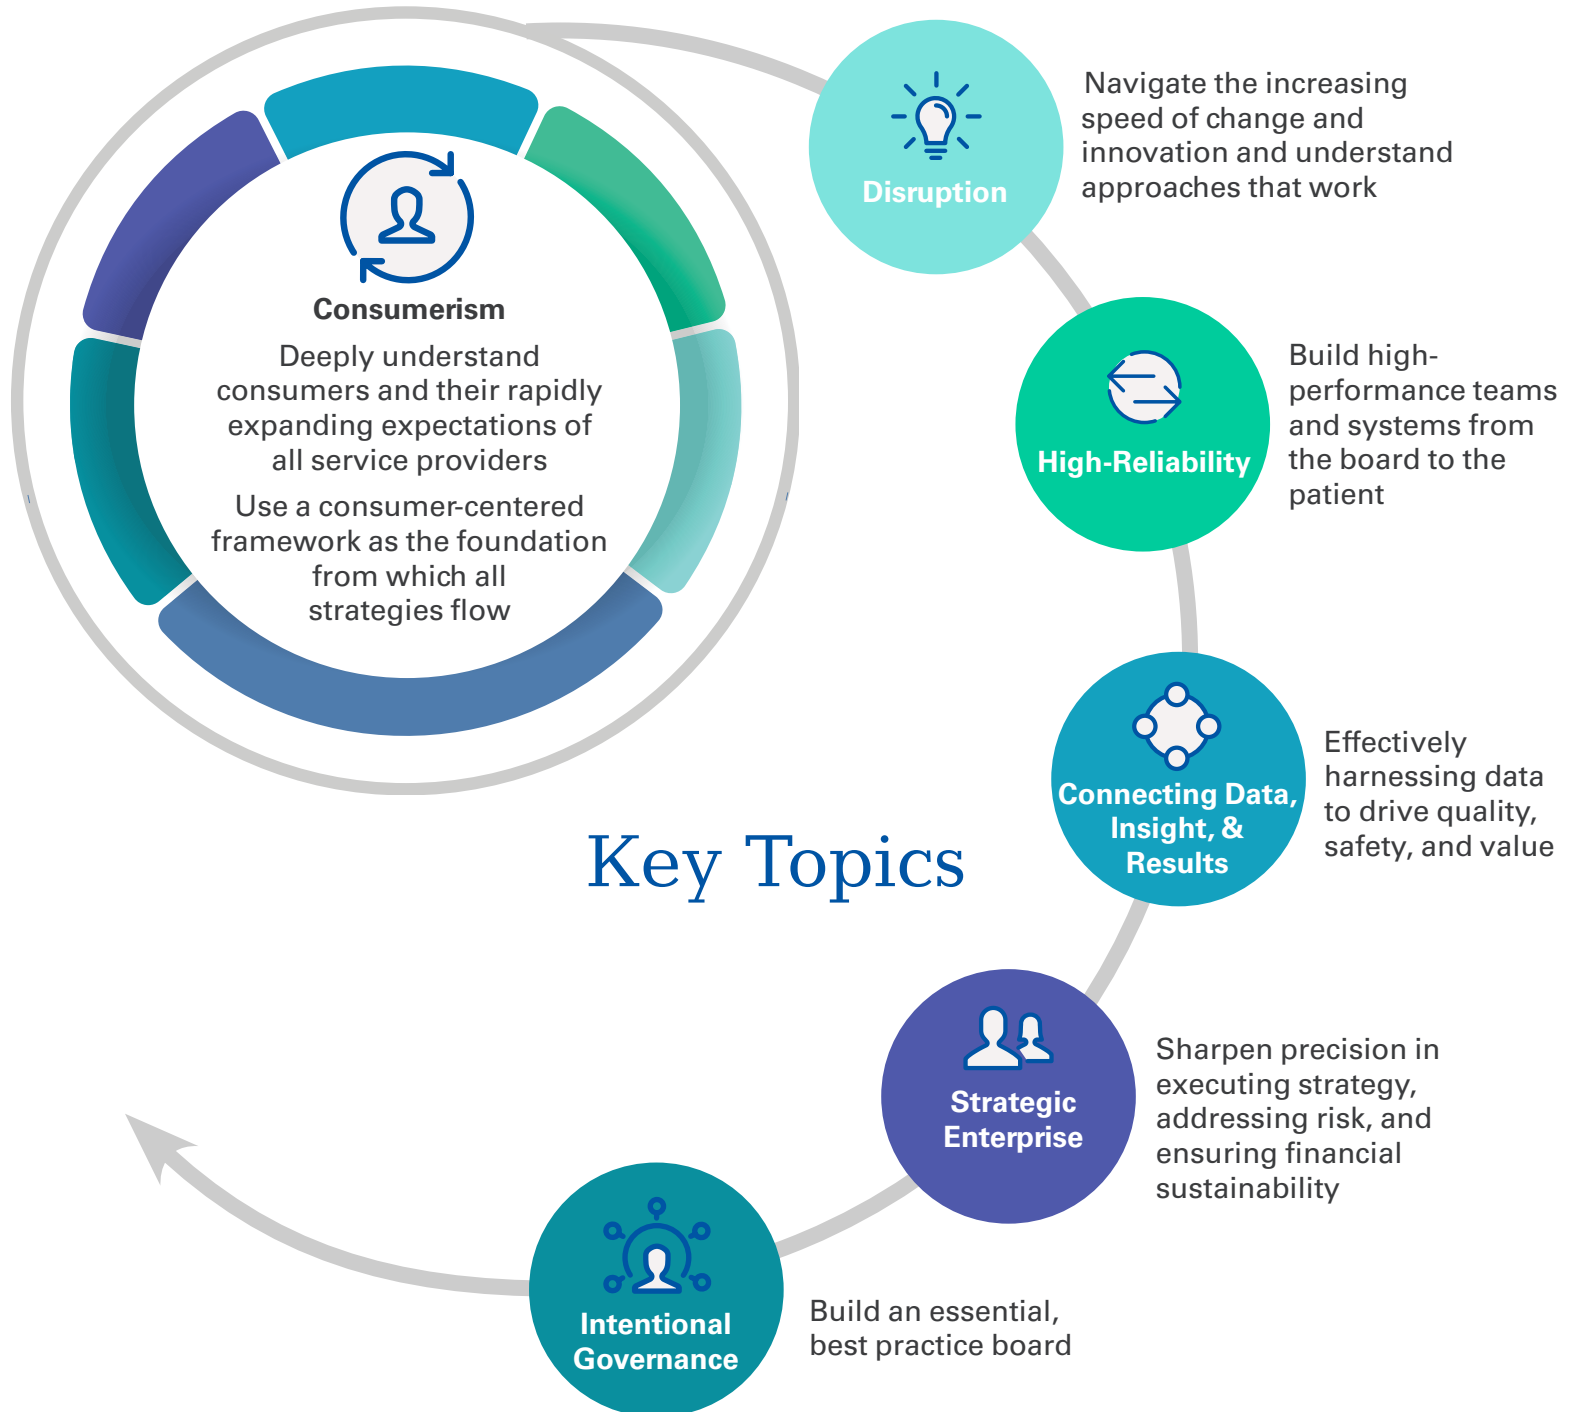 Consumerism
Deeply understand
consumers and their rapidly
expanding expectations of
all service providers
Use a consumer-centered
framework as the foundation
from which all
strategies flow
Disruption
Navigate the increasing
speed of change and
innovation and understand
approaches that work
High-Reliability
Build high-
performance teams
and systems from
the board to the
patient
Connecting Data,
Insight, &
Results
Effectively
harnessing data
to drive quality,
safety, and value
Key Topics
Strategic
Enterprise
Sharpen precision in
executing strategy,
addressing risk, and
ensuring financial
sustainability
Intentional
Governance
Build an essential,
best practice board